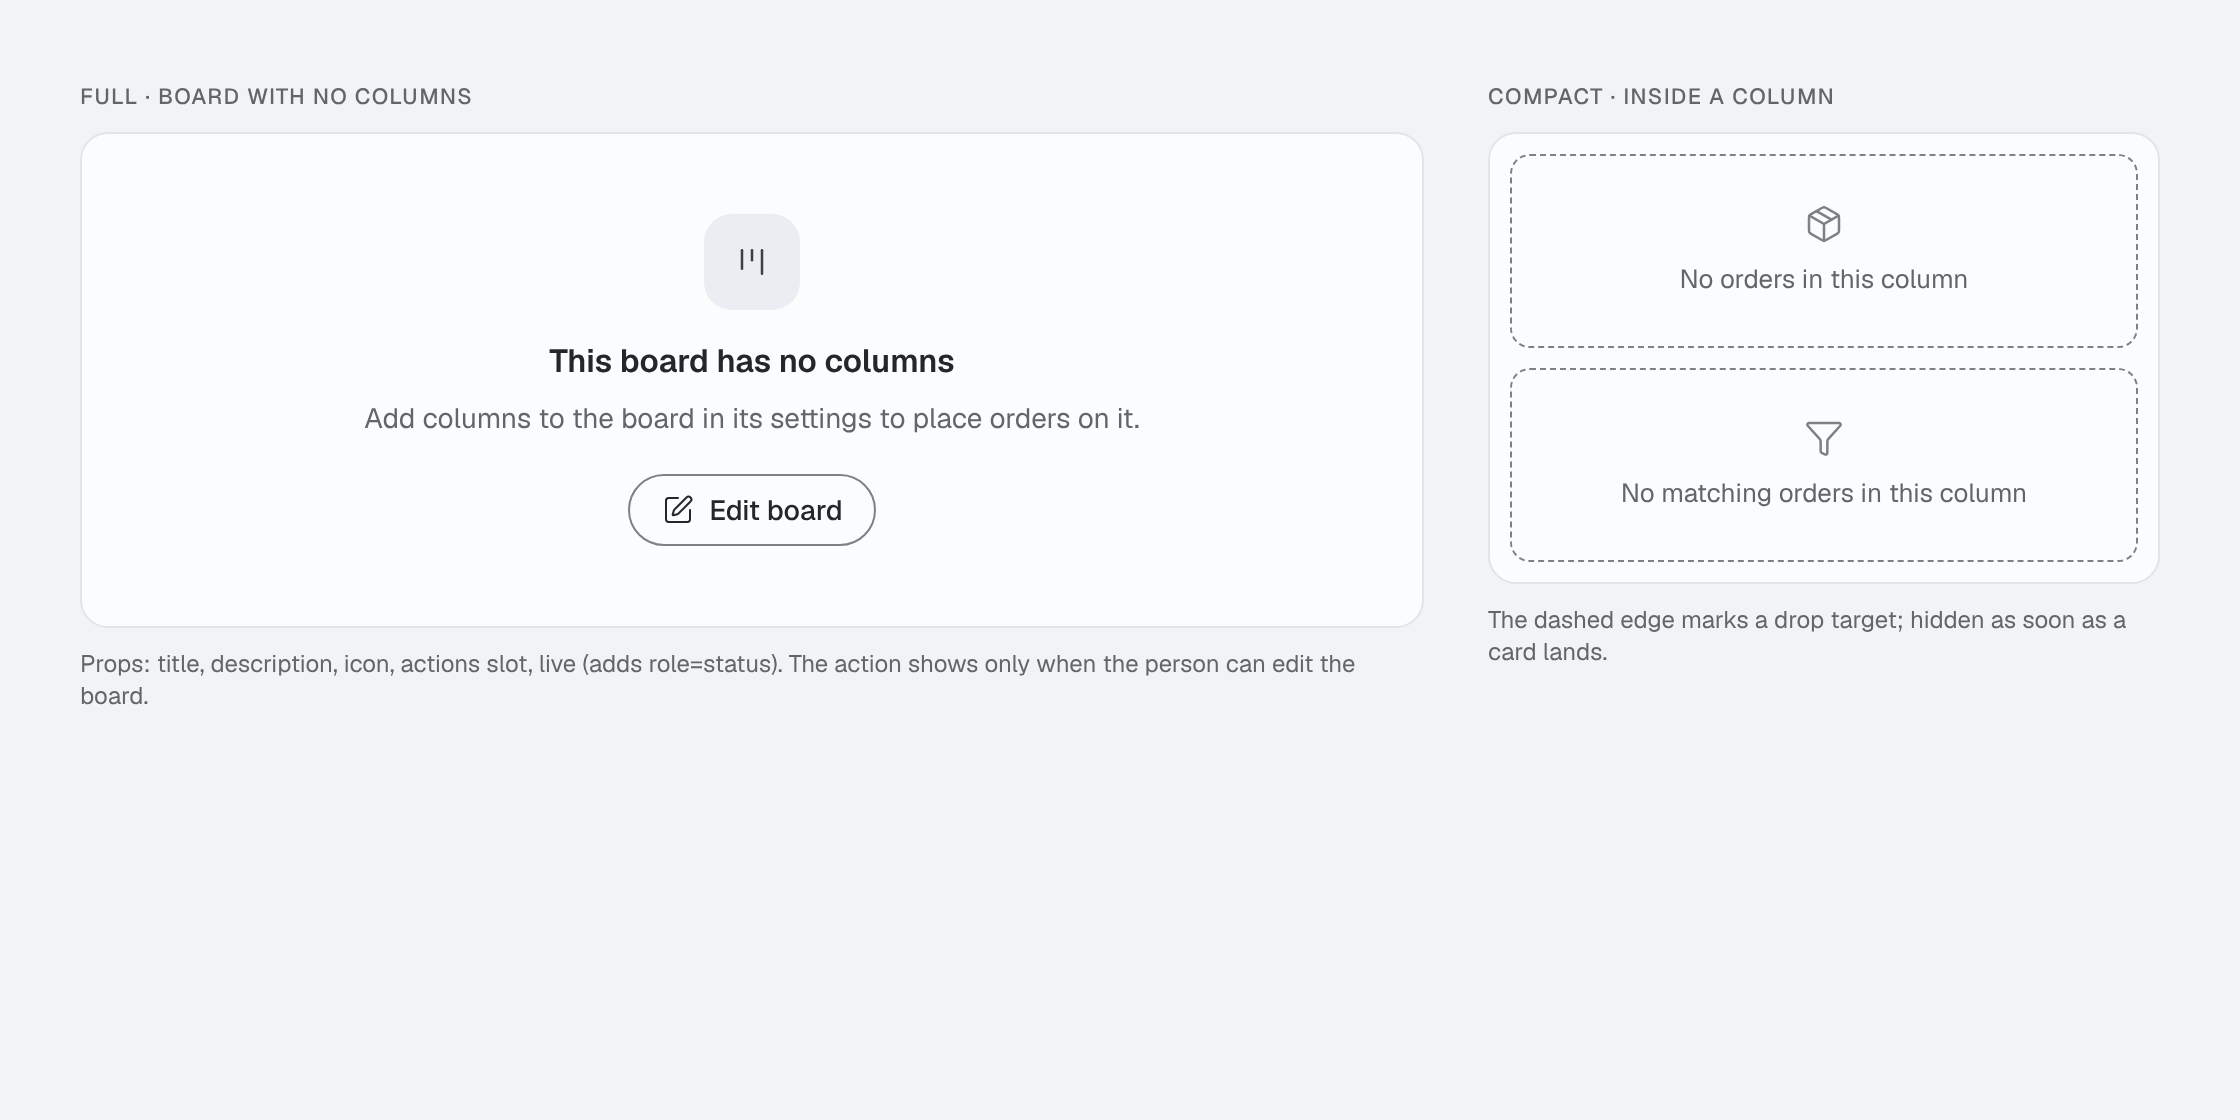 FULL · BOARD WITH NO COLUMNS
This board has no columns
Add columns to the board in its settings to place orders on it.
Edit board
Props: title, description, icon, actions slot, live (adds role=status). The action shows only when the person can edit the
board.
COMPACT · INSIDE A COLUMN
No orders in this column
No matching orders in this column
The dashed edge marks a drop target; hidden as soon as a
card lands.